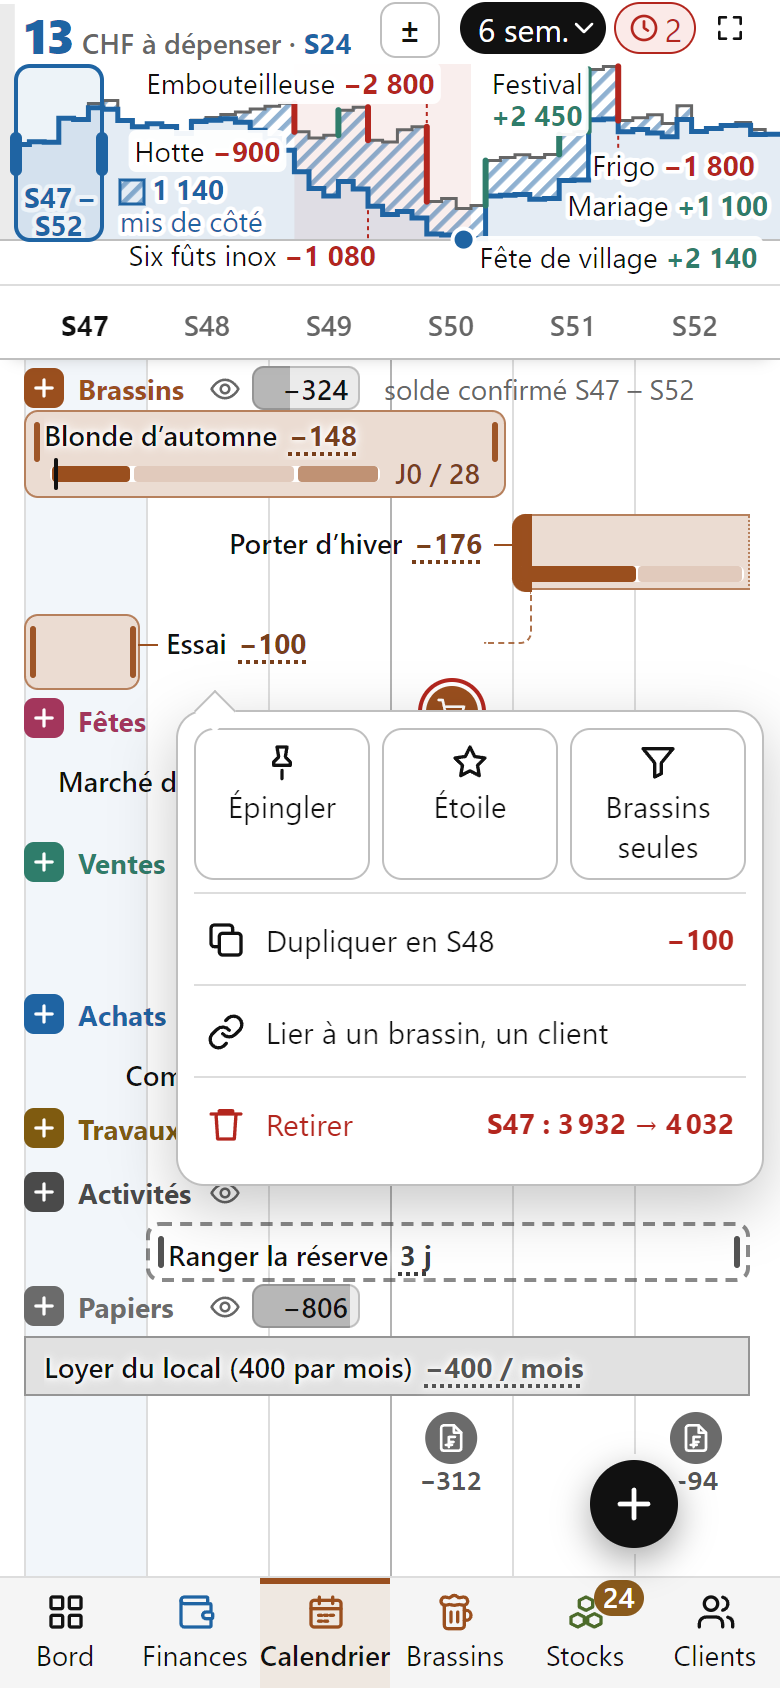 13 CHF à dépenser · S24
±
6 sem.
2
Embouteilleuse −2 800
Festival
+2 450
Hotte −900
Frigo −1 800
1 140
mis de côté
S47 –
S52
Mariage +1 100
Six fûts inox −1 080
Fête de village +2 140
S47 S48 S49 S50 S51 S52
Brassins −324 solde confirmé S47 – S52
Blonde d’automne −148
J0 / 28
Porter d’hiver −176
Essai −100
Fêtes
Marché d
Épingler
Étoile
Brassins
seules
Ventes
Dupliquer en S48 −100
Achats
Lier à un brassin, un client
Com
Travaux
Retirer S47 : 3 932 → 4 032
Activités
Ranger la réserve 3 j
Papiers −806
Loyer du local (400 par mois) −400 / mois
−312
-94
24
Bord Finances Calendrier Brassins Stocks Clients